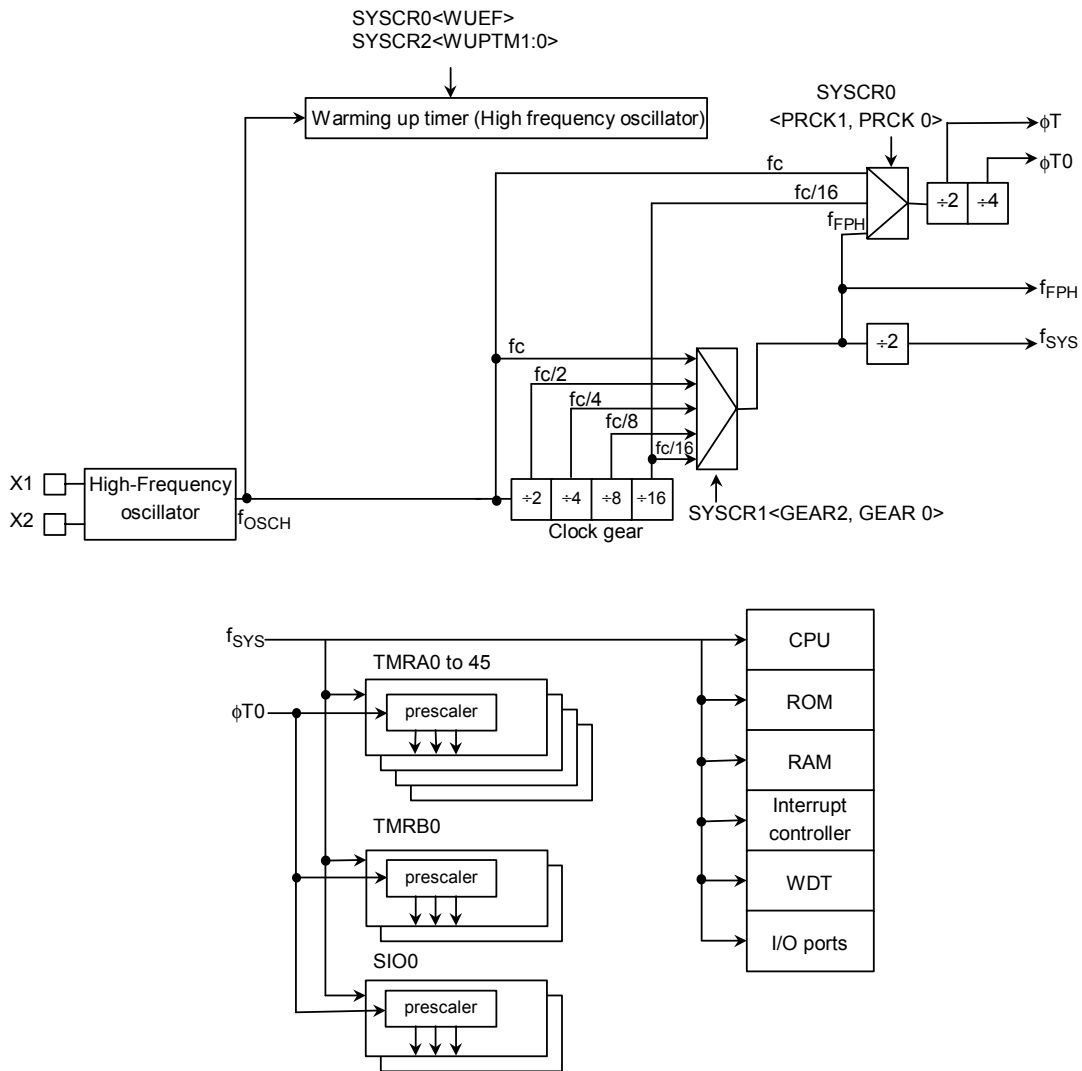 SYSCR0<WUEF>
SYSCR2<WUPTM1:0>
Warming up timer (High frequency oscillator)
SYSCR0
<PRCK1, PRCK 0>
ϕT
ϕT0
fc
fc/16
fFPH
÷2
÷4
fFPH
fSYS
÷2
fc
fc/2
fc/4
fc/8
fc/16
X1
X2
High-Frequency
oscillator
fOSCH
÷2
÷4
÷8
÷16
Clock gear
SYSCR1<GEAR2, GEAR 0>
fSYS
TMRA0 to 45
ϕT0
prescaler
TMRB0
prescaler
SIO0
prescaler
CPU
ROM
RAM
Interrupt
controller
WDT
I/O ports